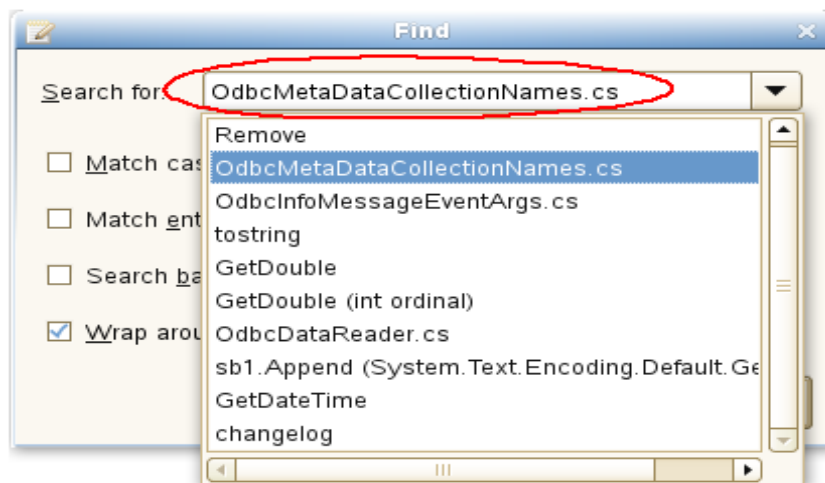 Find
Search for: OdbcMetaDataCollectionNames.cs
Remove
Match cas
OdbcMetaDataCollectionNames.cs
OdbcInfoMessageEventArgs.cs
Match ent
tostring
Search ba
GetDouble
GetDouble (int ordinal)
Wrap arou
OdbcDataReader.cs
sb1.Append (System.Text.Encoding.Default.Ge
GetDateTime
changelog